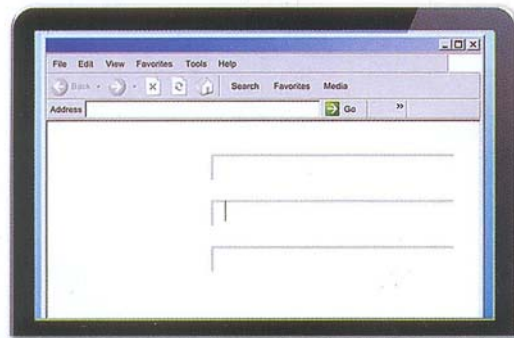 File Edit View Favorites Tools Help
Back Search Favorites Media
Address Go »